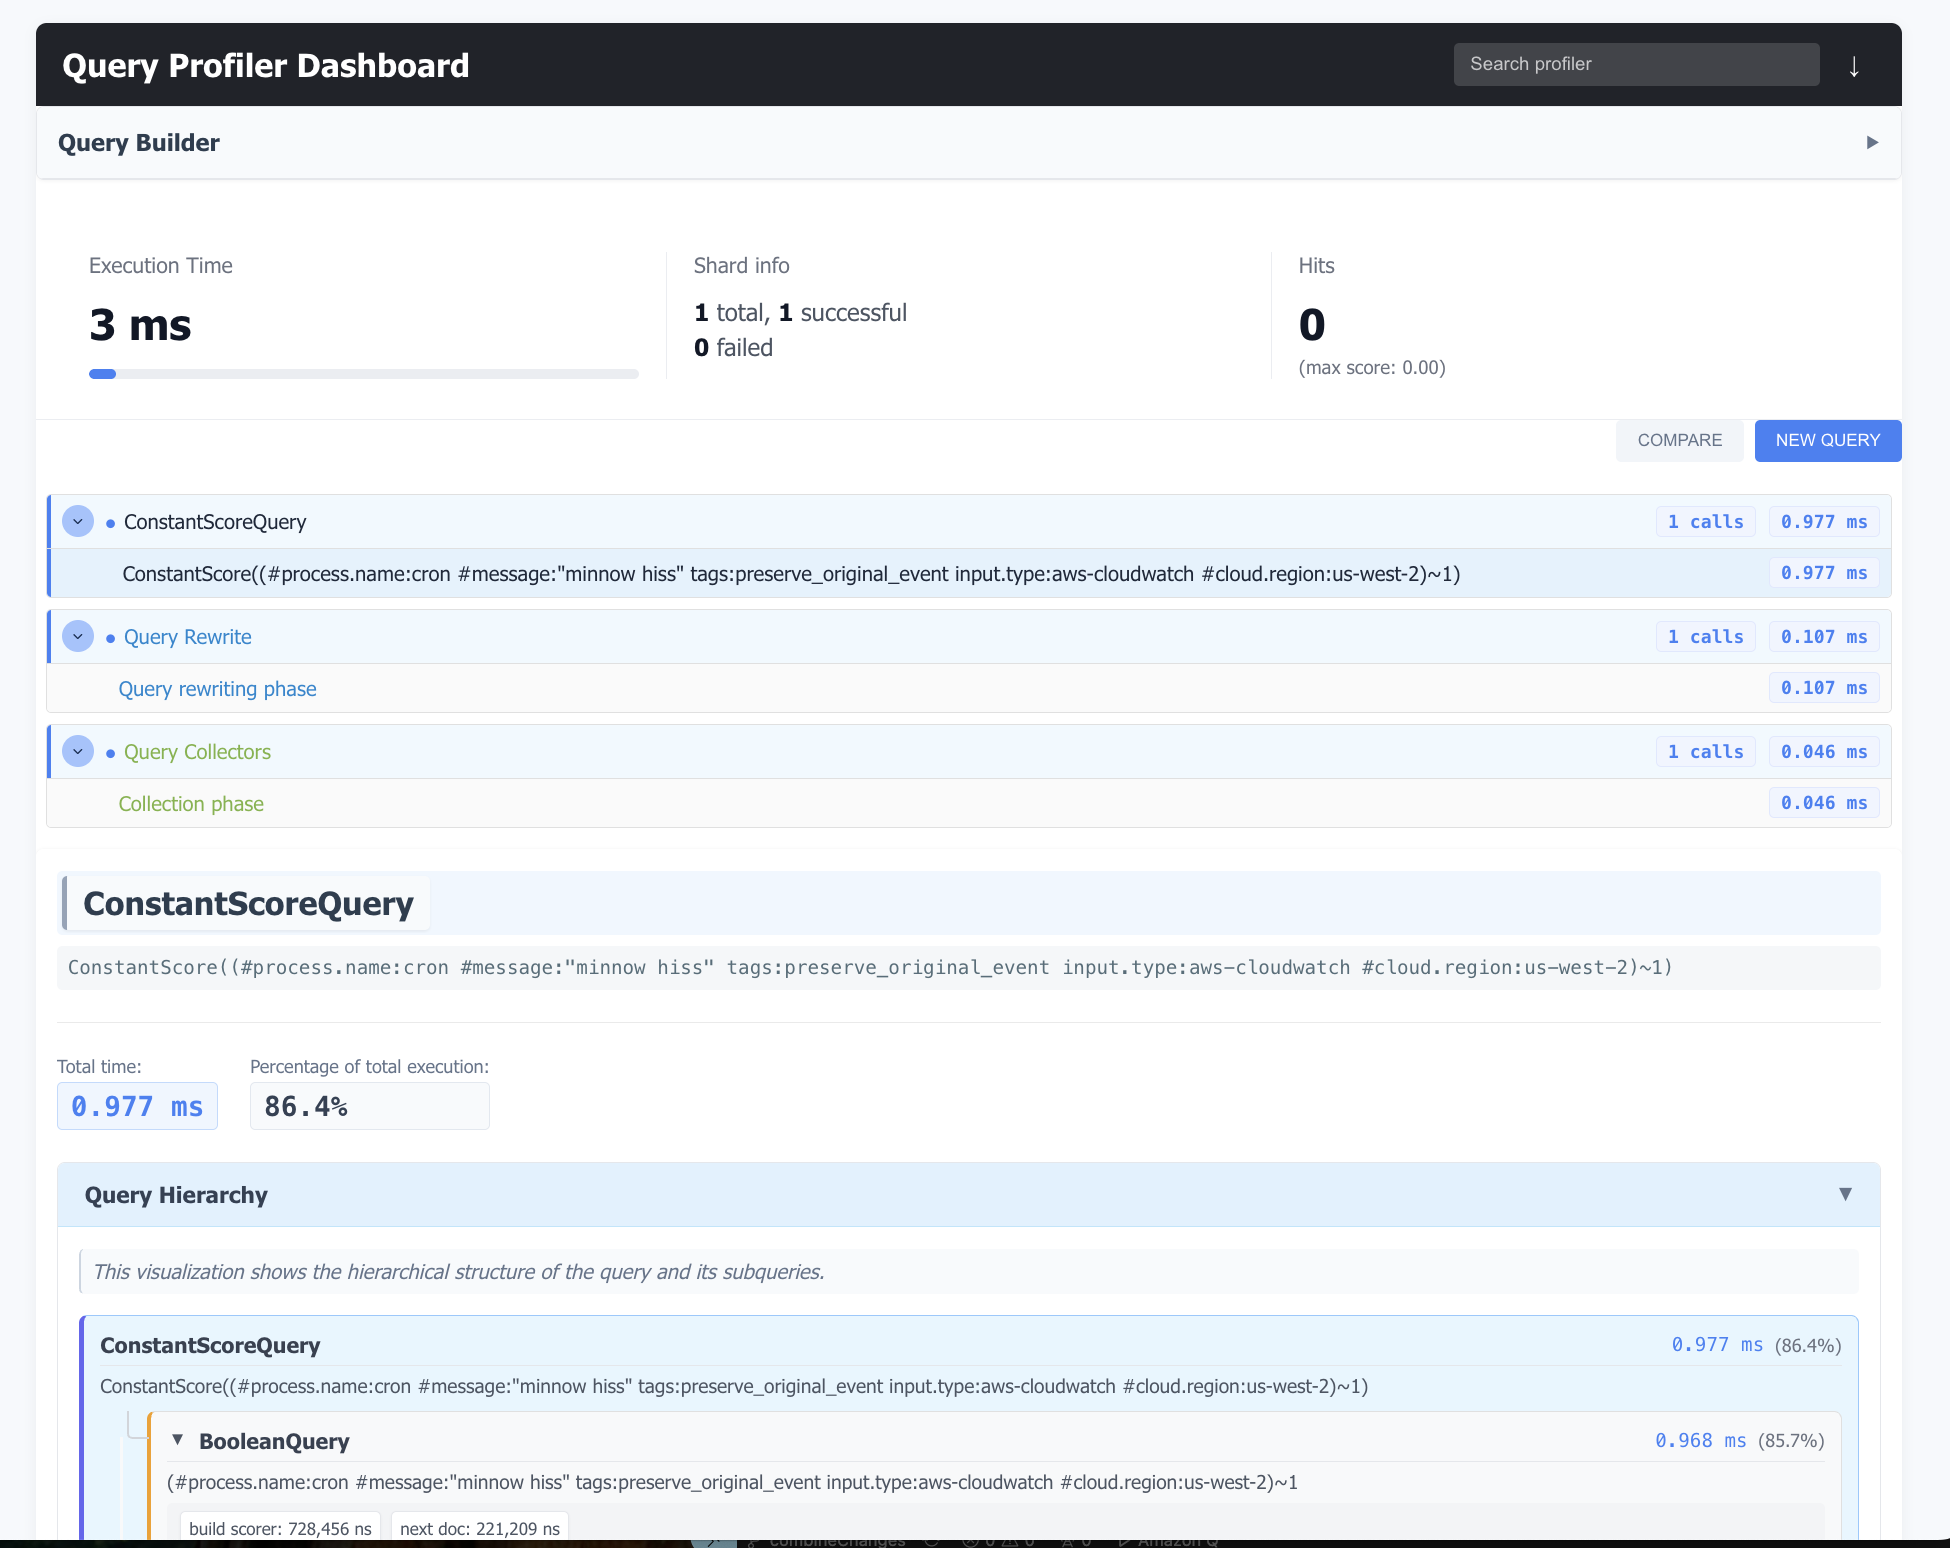 Query Profiler Dashboard
Search profiler
↓
Query Builder
▶
Execution Time
3 ms
Shard info
1 total, 1 successful
0 failed
Hits
0
(max score: 0.00)
COMPARE
NEW QUERY
ConstantScoreQuery
1 calls
0.977 ms
ConstantScore((#process.name:cron #message:"minnow hiss" tags:preserve_original_event input.type:aws-cloudwatch #cloud.region:us-west-2)~1)
0.977 ms
Query Rewrite
1 calls
0.107 ms
Query rewriting phase
0.107 ms
Query Collectors
1 calls
0.046 ms
Collection phase
0.046 ms
ConstantScoreQuery
ConstantScore((#process.name:cron #message:"minnow hiss" tags:preserve_original_event input.type:aws-cloudwatch #cloud.region:us-west-2)~1)
Total time:
0.977 ms
Percentage of total execution:
86.4%
Query Hierarchy
▼
This visualization shows the hierarchical structure of the query and its subqueries.
ConstantScoreQuery
0.977 ms (86.4%)
ConstantScore((#process.name:cron #message:"minnow hiss" tags:preserve_original_event input.type:aws-cloudwatch #cloud.region:us-west-2)~1)
▼ BooleanQuery
0.968 ms (85.7%)
(#process.name:cron #message:"minnow hiss" tags:preserve_original_event input.type:aws-cloudwatch #cloud.region:us-west-2)~1
build scorer: 728,456 ns
next doc: 221,209 ns
combineChanges
0
0
0
Amazon Q